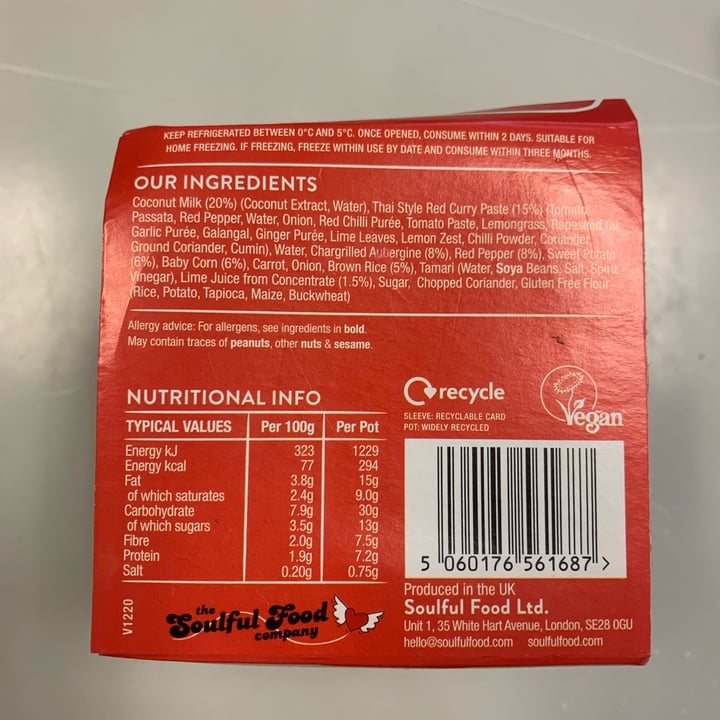 KEEP REFRIGERATED BETWEEN 0°C AND 5°C. ONCE OPENED, CONSUME WITHIN 2 DAYS. SUITABLE FOR
HOME FREEZING. IF FREEZING, FREEZE WITHIN USE BY DATE AND CONSUME WITHIN THREE MONTHS.
OUR INGREDIENTS
Coconut Milk (20%) (Coconut Extract, Water), Thai Style Red Curry Paste (15%) (Tomato
Passata, Red Pepper, Water, Onion, Red Chilli Purée, Tomato Paste, Lemongrass, Rapeseed Oil,
Garlic Purée, Galangal, Ginger Purée, Lime Leaves, Lemon Zest, Chilli Powder, Coriander,
Ground Coriander, Cumin), Water, Chargrilled Aubergine (8%), Red Pepper (8%), Sweet Potato
(6%), Baby Corn (6%), Carrot, Onion, Brown Rice (5%), Tamari (Water, Soya Beans, Salt, Spirit
Vinegar), Lime Juice from Concentrate (1.5%), Sugar, Chopped Coriander, Gluten Free Flour
(Rice, Potato, Tapioca, Maize, Buckwheat)
Allergy advice: For allergens, see ingredients in bold.
May contain traces of peanuts, other nuts & sesame.
NUTRITIONAL INFO
TYPICAL VALUES Per 100g Per Pot
Energy kJ 323 1229
Energy kcal 77 294
Fat 3.8g 15g
of which saturates 2.4g 9.0g
Carbohydrate 7.9g 30g
of which sugars 3.5g 13g
Fibre 2.0g 7.5g
Protein 1.9g 7.2g
Salt 0.20g 0.75g
V1220
the
Soulful Food
company
recycle
SLEEVE: RECYCLABLE CARD
POT: WIDELY RECYCLED
Vegan
5 060176 561687 >
Produced in the UK
Soulful Food Ltd.
Unit 1, 35 White Hart Avenue, London, SE28 0GU
hello@soulfulfood.com soulfulfood.com